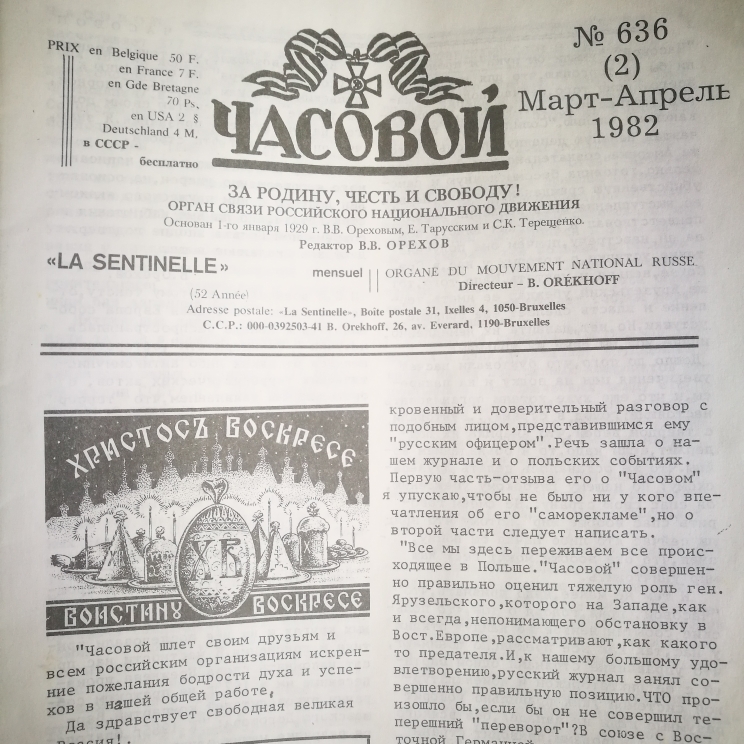 PRIX en Belgique 50 F.
en France 7 F.
en Gde Bretagne
70 Ps,
en USA 2 $
Deutschland 4 M.
в СССР -
бесплатно
ЧАСОВОЙ
№ 636
(2)
Март-Апрель
1982
ЗА РОДИНУ, ЧЕСТЬ И СВОБОДУ!
ОРГАН СВЯЗИ РОССИЙСКОГО НАЦИОНАЛЬНОГО ДВИЖЕНИЯ
Основан 1-го января 1929 г. В.В. Ореховым, Е. Тарусским и С.К. Терещенко.
Редактор В.В. ОРЕХОВ
«LA SENTINELLE»
(52 Année)
mensuel
ORGANE DU MOUVEMENT NATIONAL RUSSE
Directeur - B. ORÉKHOFF
Adresse postale: «La Sentinelle», Boîte postale 31, Ixelles 4, 1050-Bruxelles
C.C.P.: 000-0392503-41 B. Orekhoff, 26, av. Everard, 1190-Bruxelles
ХРИСТОСЪ ВОСКРЕСЕ
ХВ
ВОИСТИНУ ВОСКРЕСЕ
"Часовой шлет своим друзьям и
всем российским организациям искрен-
ние пожелания бодрости духа и успе-
хов в нашей общей работе,
Да здравствует свободная великая
Россия!.
кровенный и доверительный разговор с
подобным лицом,представившимся ему
"русским офицером".Речь зашла о на-
шем журнале и о польских событиях.
Первую часть-отзыва его о "Часовом"
я упускаю,чтобы не было ни у кого впе-
чатления об его "саморекламе",но о
второй части следует написать.
"Все мы здесь переживаем все проис-
ходящее в Польше."Часовой" совершен-
но правильно оценил тяжелую роль ген.
Ярузельского,которого на Западе,как
и всегда,непонимающего обстановку в
Вост.Европе,рассматривают,как какого
то предателя.И,к нашему большому удо-
влетворению,русский журнал занял со-
вершенно правильную позицию.ЧТО про-
изошло бы,если бы он не совершил те-
перешний "переворот"?В союзе с Вос-
точной Германией